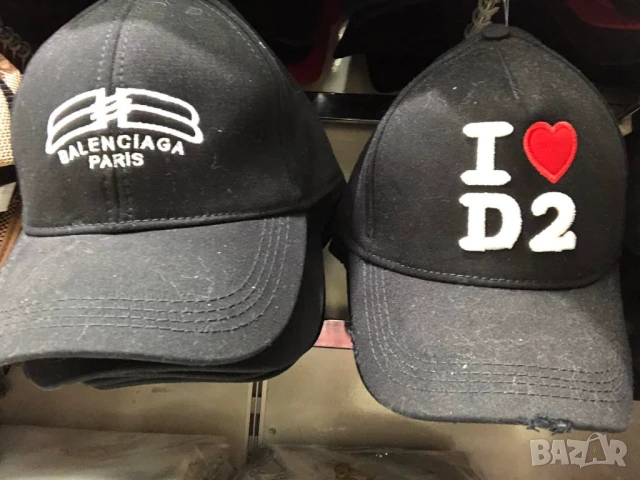 BALENCIAGA
PARIS
I ❤
D2
BAZAR